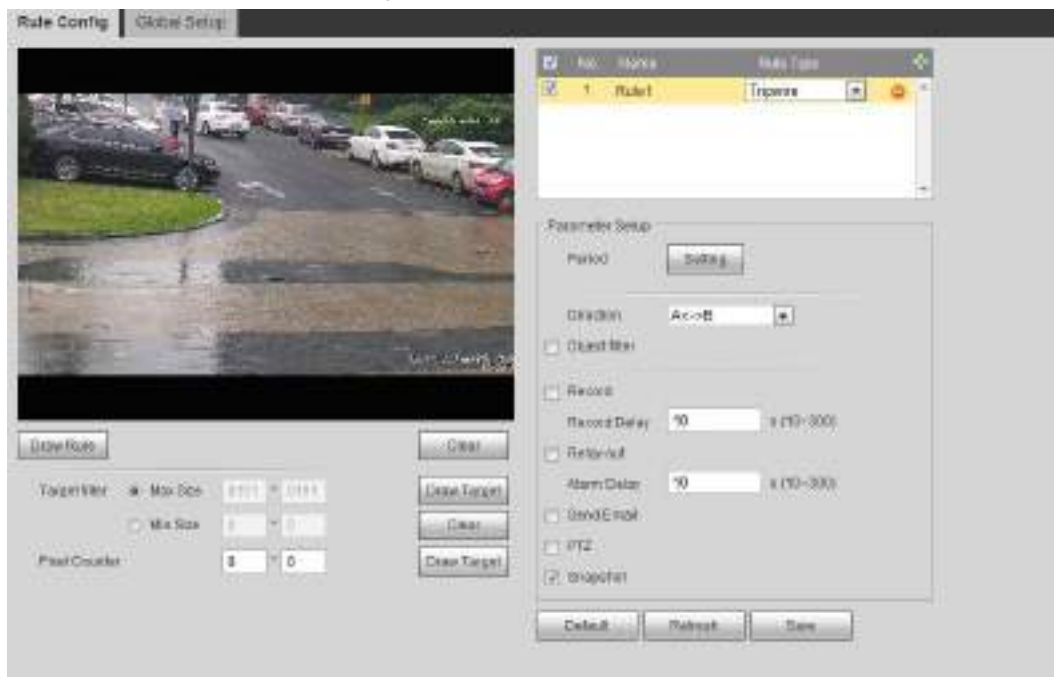 Rule Config Global Setup
No. Name Rule Type
1 Rule1 Tripwire
Parameter Setup
Period Setting
Direction A<->B
Object filter
Record
Record Delay 10 s (10~300)
Relay-out
Alarm Delay 10 s (10~300)
Send Email
PTZ
Snapshot
Default Refresh Save
Draw Rule Clear
Target filter Max Size * Draw Target
Min Size * Clear
Pixel Counter 0 * 0 Draw Target